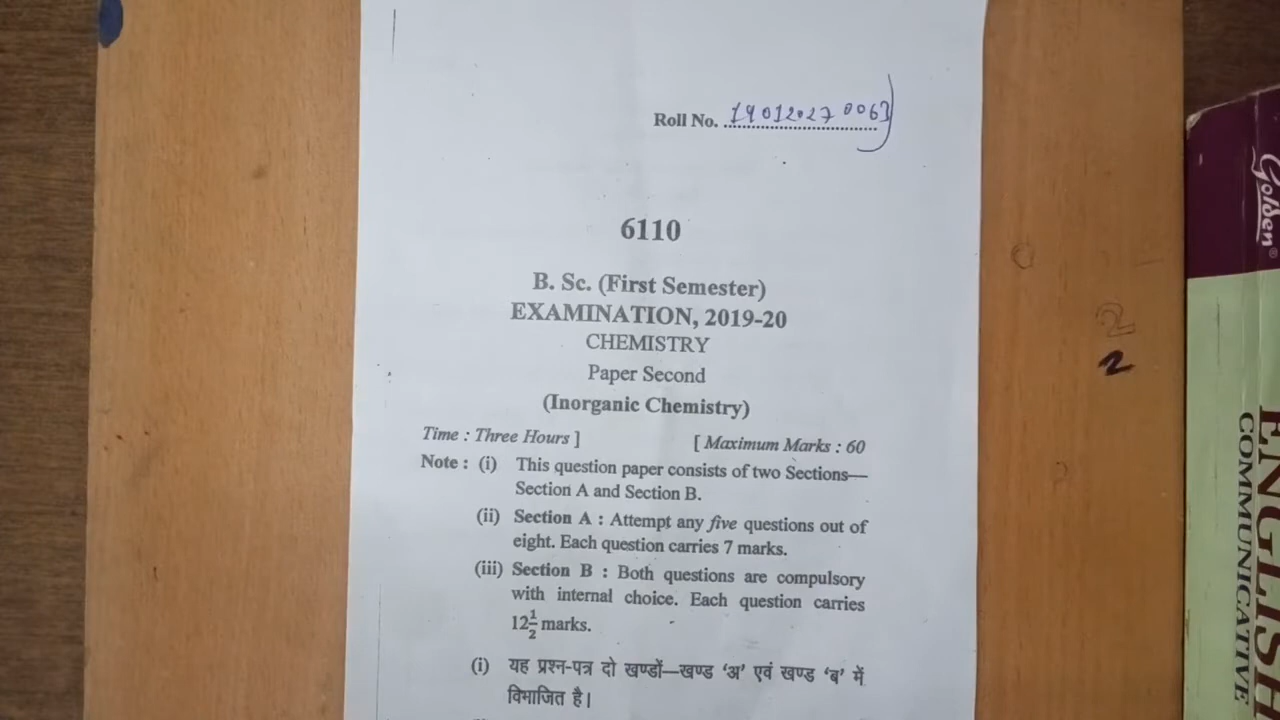 Roll No. 19012027 0063
6110
B. Sc. (First Semester)
EXAMINATION, 2019-20
CHEMISTRY
Paper Second
(Inorganic Chemistry)
Time : Three Hours ] [ Maximum Marks : 60
Note : (i) This question paper consists of two Sections—
Section A and Section B.
(ii) Section A : Attempt any five questions out of
eight. Each question carries 7 marks.
(iii) Section B : Both questions are compulsory
with internal choice. Each question carries
12½ marks.
(i) यह प्रश्न-पत्र दो खण्डों—खण्ड ‘अ’ एवं खण्ड ‘ब’ में
विभाजित है।
Golden®
ENGLISH
COMMUNICATIVE
2